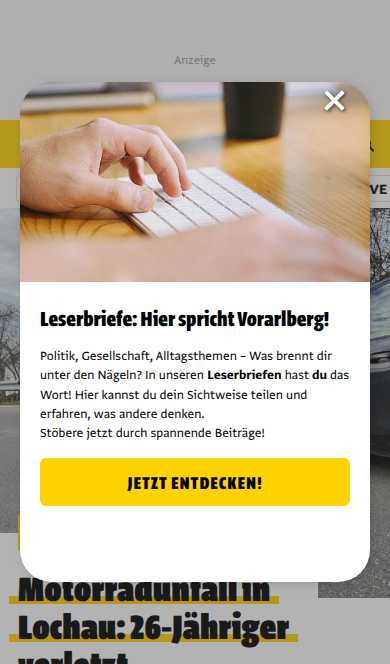 Anzeige
VE
Leserbriefe: Hier spricht Vorarlberg!
Politik, Gesellschaft, Alltagsthemen – Was brennt dir
unter den Nägeln? In unseren Leserbriefen hast du das
Wort! Hier kannst du dein Sichtweise teilen und
erfahren, was andere denken.
Stöbere jetzt durch spannende Beiträge!
JETZT ENTDECKEN!
Motorradunfall in
Lochau: 26-Jähriger
verletzt